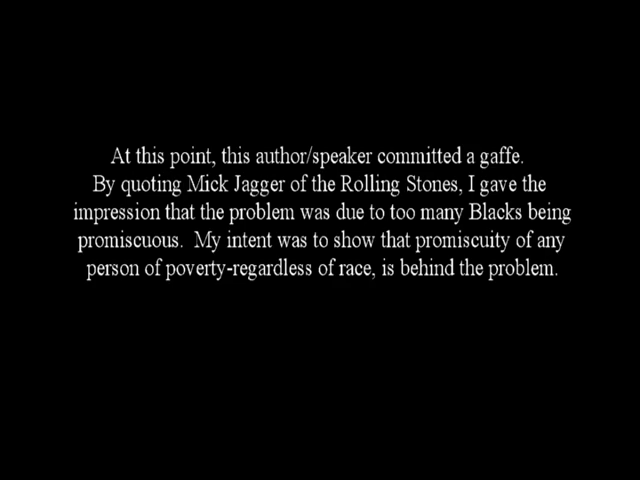 At this point, this author/speaker committed a gaffe.
By quoting Mick Jagger of the Rolling Stones, I gave the
impression that the problem was due to too many Blacks being
promiscuous. My intent was to show that promiscuity of any
person of poverty-regardless of race, is behind the problem.